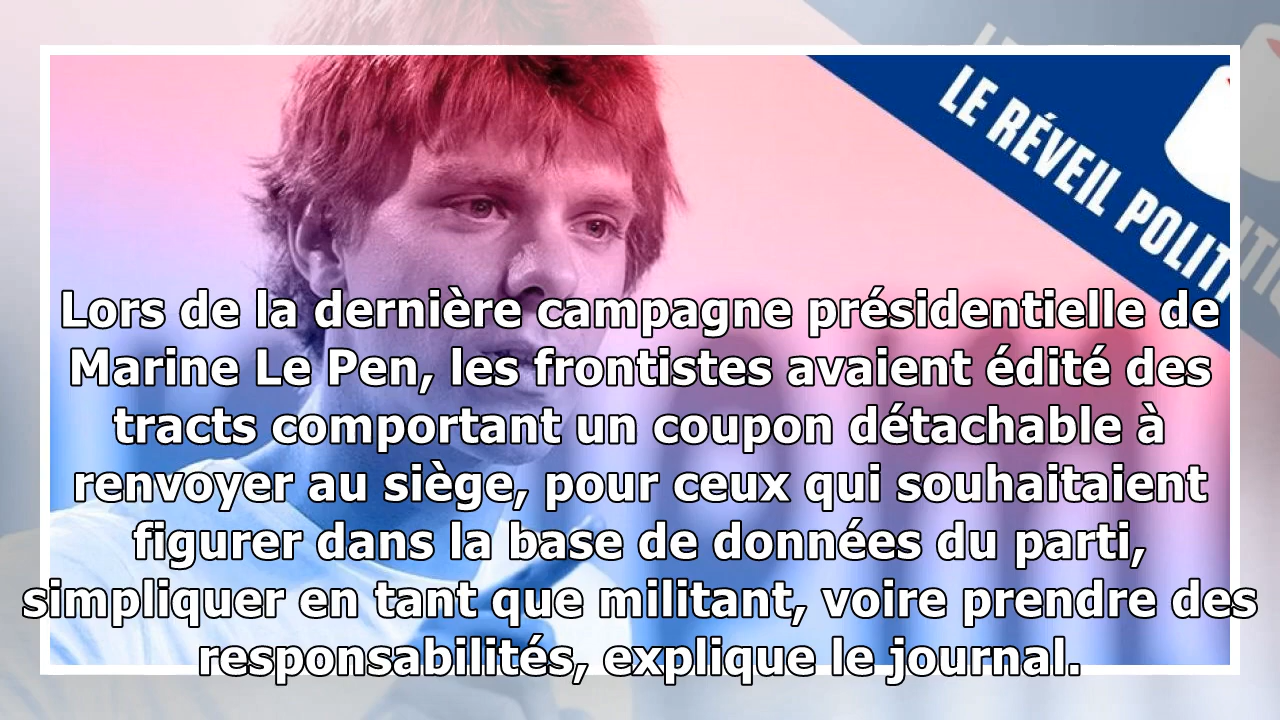 LE RÉVEIL POLIT
Lors de la dernière campagne présidentielle de
Marine Le Pen, les frontistes avaient édité des
tracts comportant un coupon détachable à
renvoyer au siège, pour ceux qui souhaitaient
figurer dans la base de données du parti,
simpliquer en tant que militant, voire prendre des
responsabilités, explique le journal.